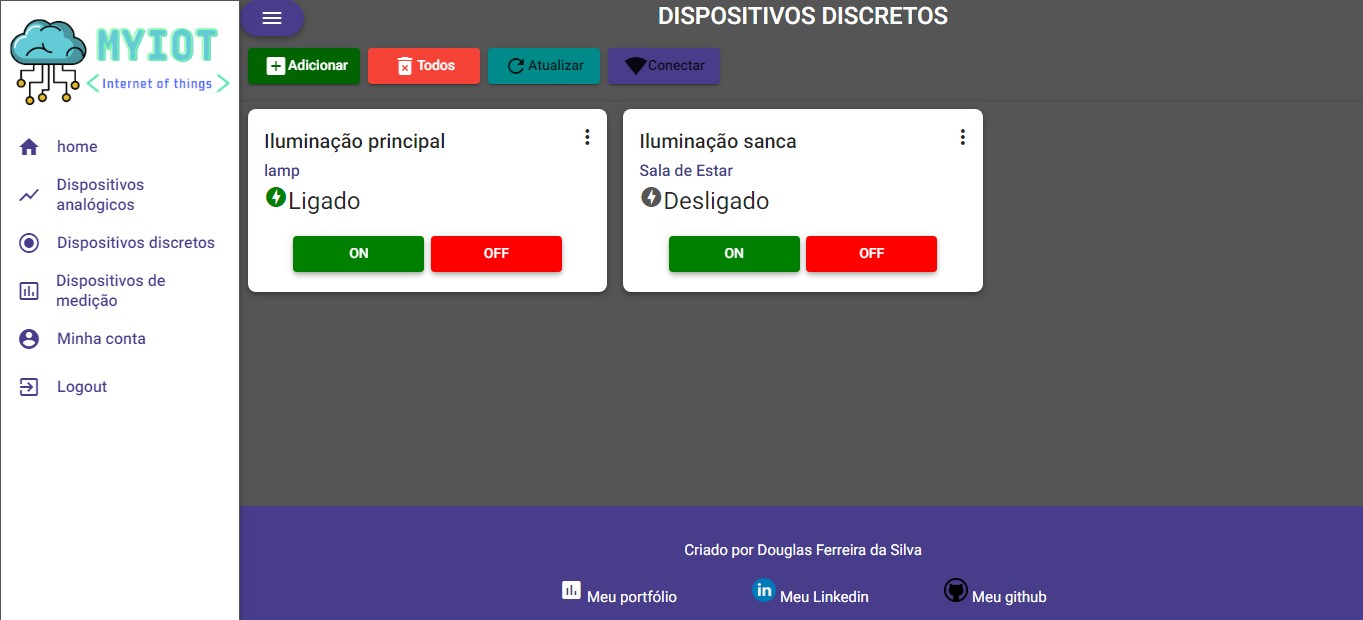 MYIOT
Internet of things
home
Dispositivos
analógicos
Dispositivos discretos
Dispositivos de
medição
Minha conta
Logout
DISPOSITIVOS DISCRETOS
Adicionar
Todos
Atualizar
Conectar
Iluminação principal
lamp
Ligado
ON OFF
Iluminação sanca
Sala de Estar
Desligado
ON OFF
Criado por Douglas Ferreira da Silva
Meu portfólio
in Meu Linkedin
Meu github